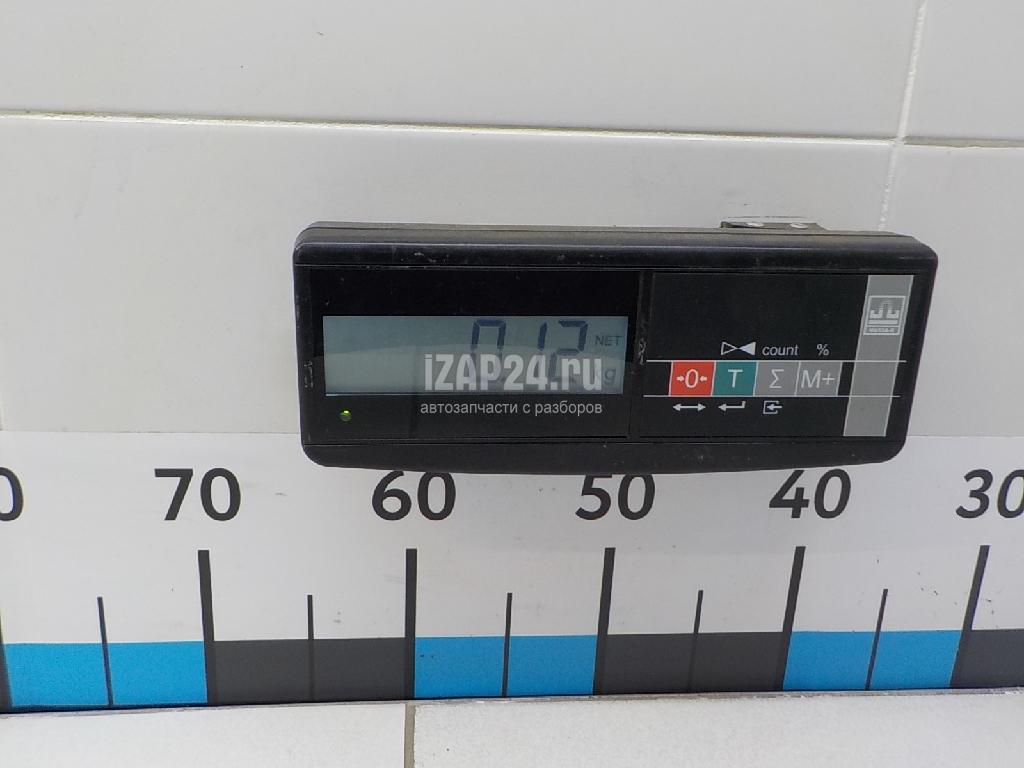 0.12
NET
kg
iZAP24.ru
автозапчасти с разборов
count %
→0← T Σ M+
70 60 50 40 30